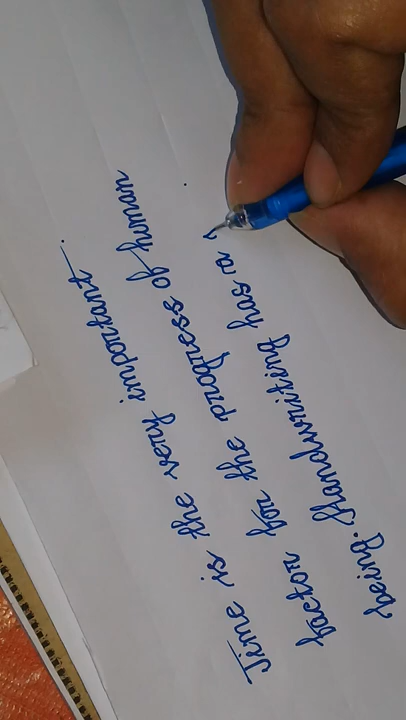 Time is the very important
factor for the progress of human
being. Handwriting has a